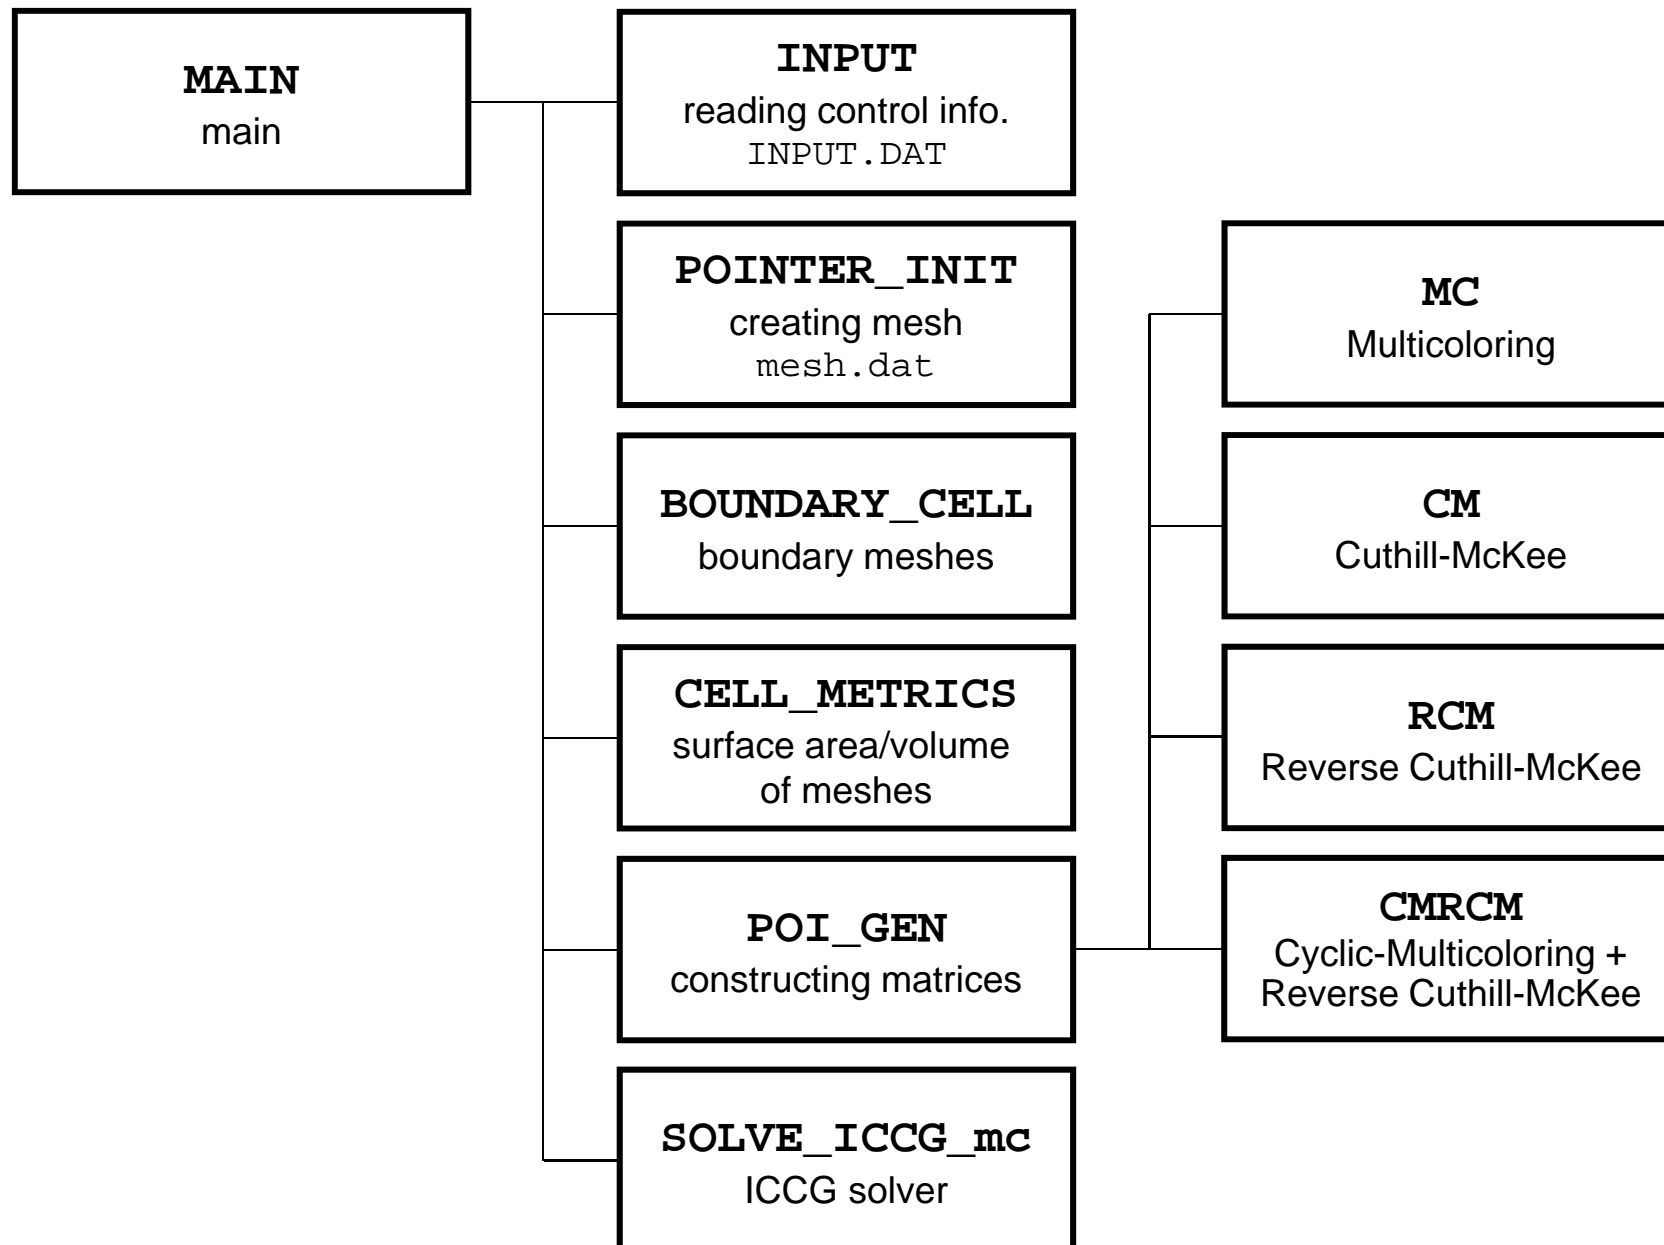 MAIN
main
INPUT
reading control info.
INPUT.DAT
POINTER_INIT
creating mesh
mesh.dat
BOUNDARY_CELL
boundary meshes
CELL_METRICS
surface area/volume
of meshes
POI_GEN
constructing matrices
SOLVE_ICCG_mc
ICCG solver
MC
Multicoloring
CM
Cuthill-McKee
RCM
Reverse Cuthill-McKee
CMRCM
Cyclic-Multicoloring +
Reverse Cuthill-McKee